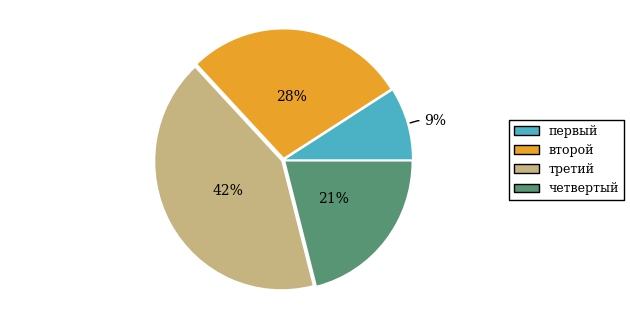 28%
9%
42%
21%
первый
второй
третий
четвертый